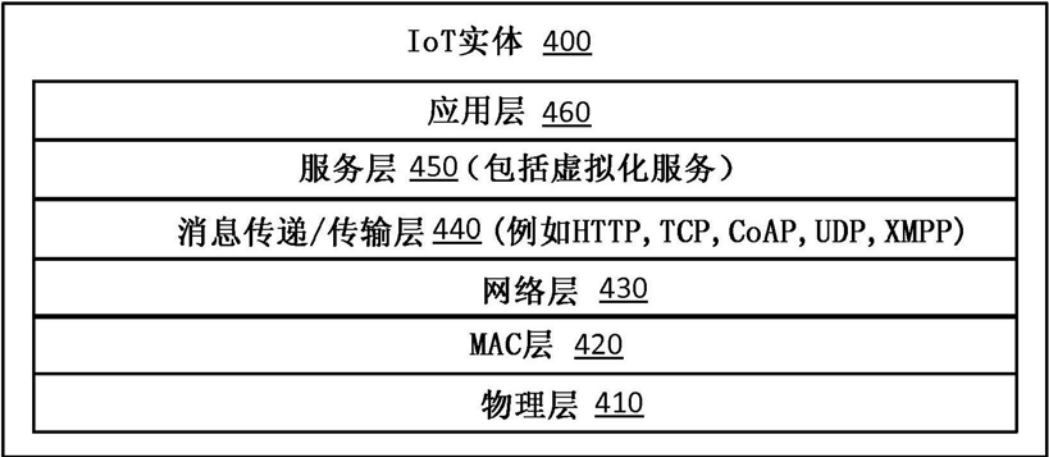 IoT实体 400
应用层 460
服务层 450(包括虚拟化服务)
消息传递/传输层 440 (例如HTTP,TCP,CoAP,UDP,XMPP)
网络层 430
MAC层 420
物理层 410